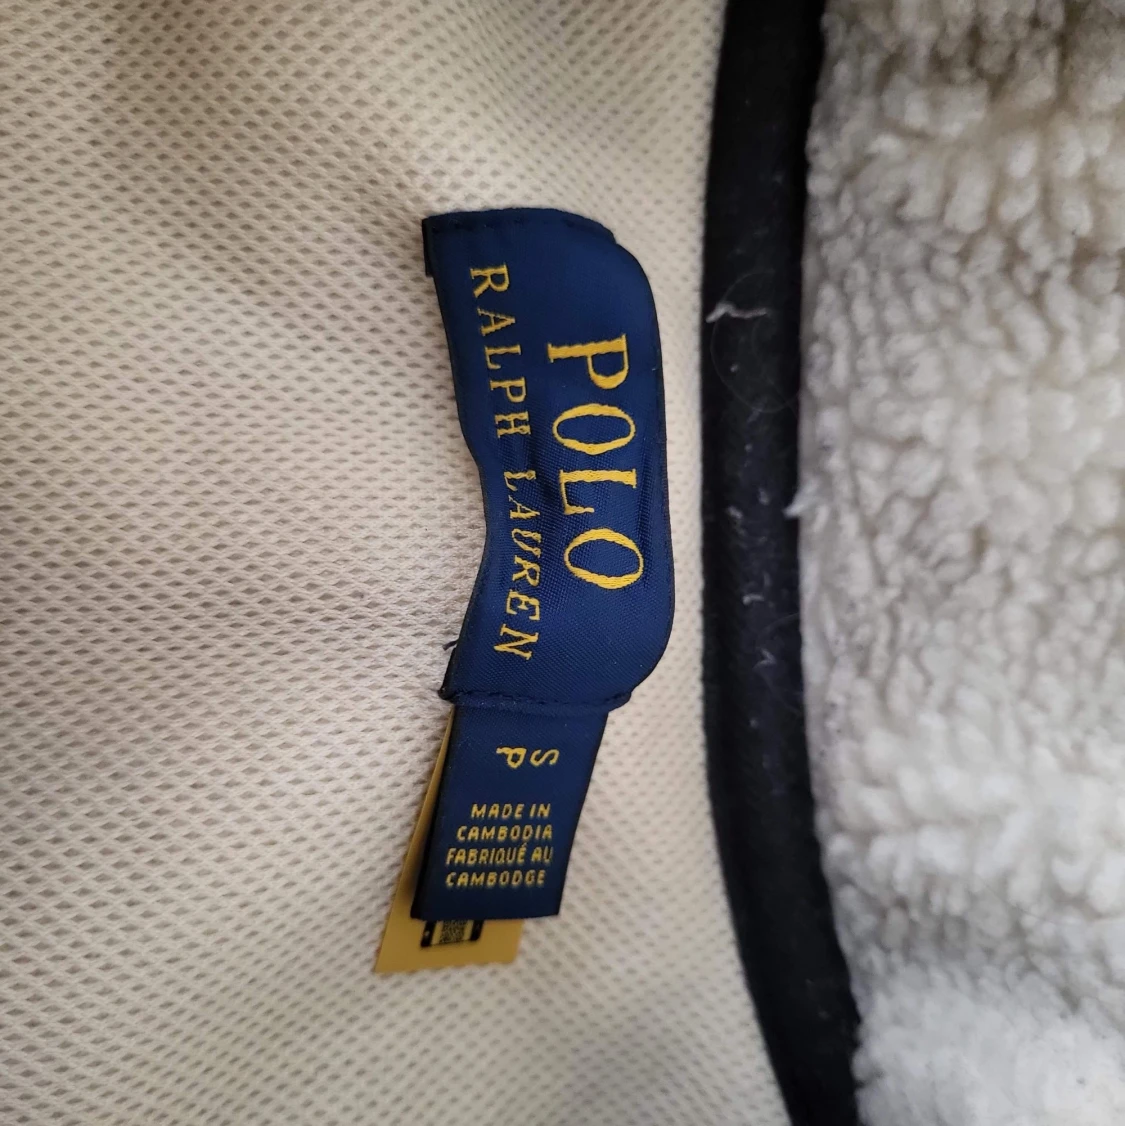 POLO
RALPH LAUREN
S
P
MADE IN
CAMBODIA
FABRIQUÉ AU
CAMBODGE